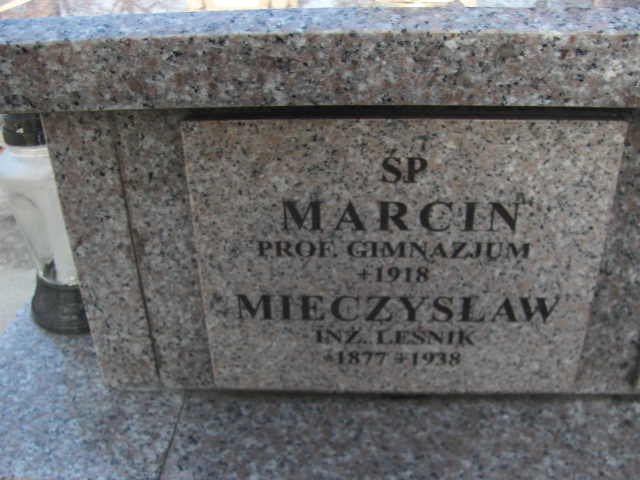 ŚP
MARCIN
PROF. GIMNAZJUM
+1918
MIECZYSŁAW
INŻ. LEŚNIK
*1877 +1938